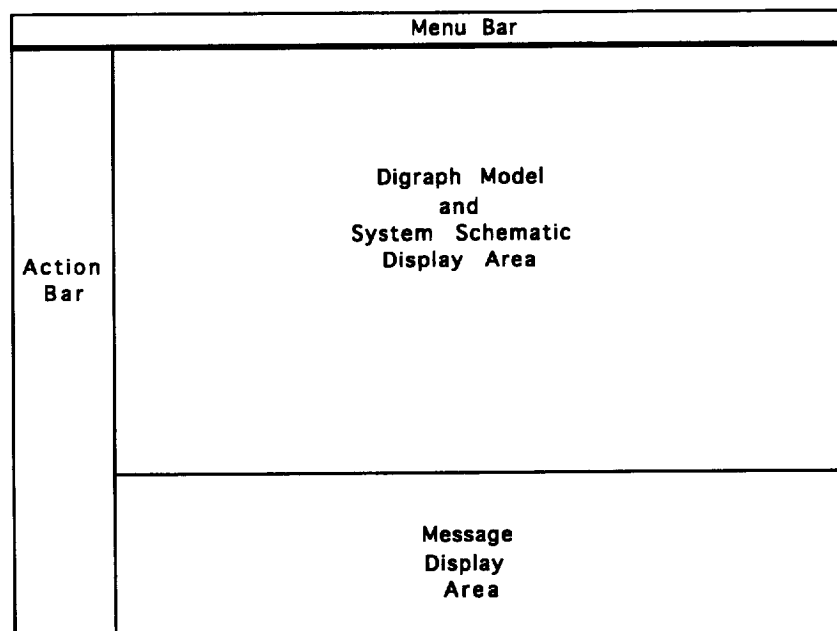 Menu Bar
Digraph Model
and
System Schematic
Display Area
Action
Bar
Message
Display
Area